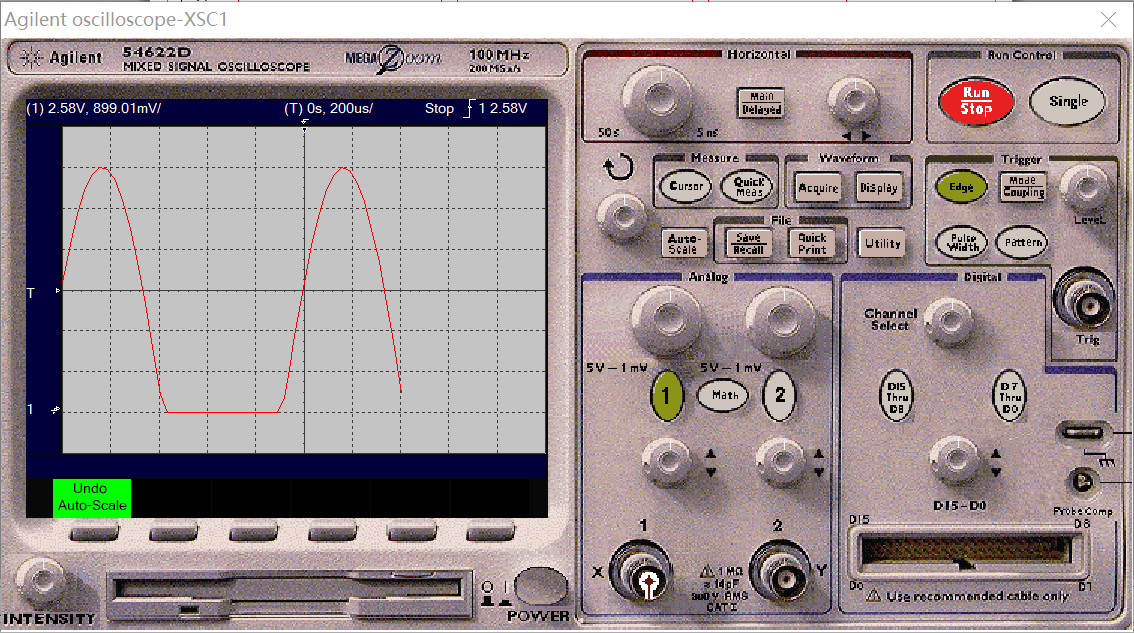 Agilent oscilloscope-XSC1
Agilent
54622D
MIXED SIGNAL OSCILLOSCOPE
MEGA Zoom
100 MHz
200 MSa/s
(1) 2.58V, 899.01mV/
(T) 0s, 200us/
Stop
1 2.58V
T
1
Undo
Auto-Scale
INTENSITY
O I
POWER
Horizontal
50s
5 ns
Main
Delayed
Run Control
Run
Stop
Single
Measure
Cursor
Quick
Meas
Waveform
Acquire
Display
Auto-
Scale
File
Save
Recall
Quick
Print
Utility
Trigger
Edge
Mode
Coupling
Level
Pulse
Width
Pattern
Trig
Analog
5 V – 1 mV
5 V – 1 mV
1
Math
2
1
2
X
Y
1 MΩ
≈ 14pF
300 V RMS
CAT I
Digital
Channel
Select
D15
Thru
D8
D7
Thru
D0
D15-D0
Probe Comp
D15
D8
D0
D7
Use recommended cable only